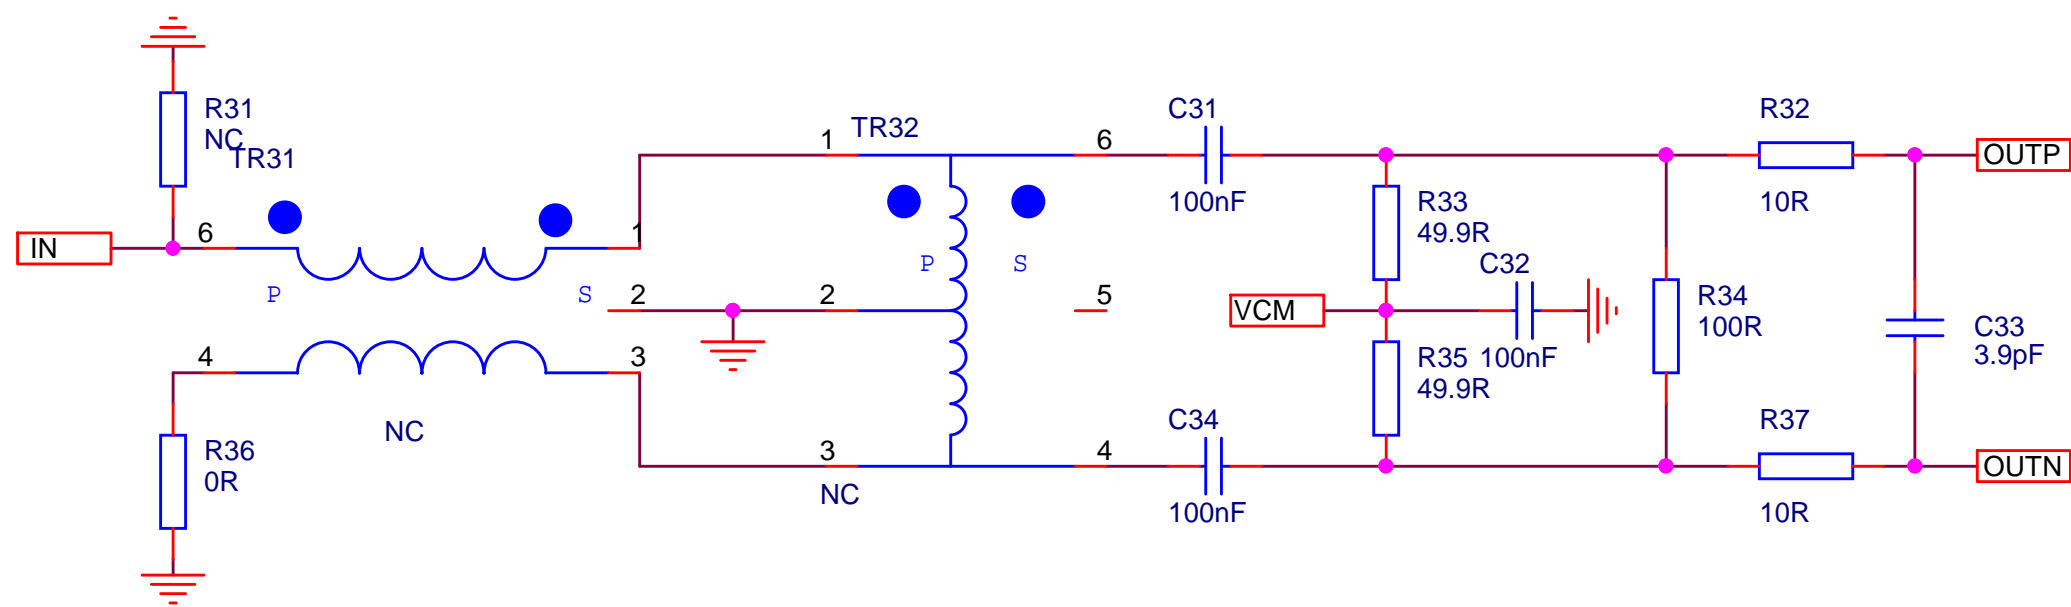 R31
NC
TR31
IN
6
P
S
1
2
4
3
NC
R36
0R
1
TR32
6
P
S
2
5
3
4
NC
C31
100nF
C34
100nF
VCM
R33
49.9R
C32
100nF
R35
49.9R
R34
100R
R32
10R
R37
10R
C33
3.9pF
OUTP
OUTN